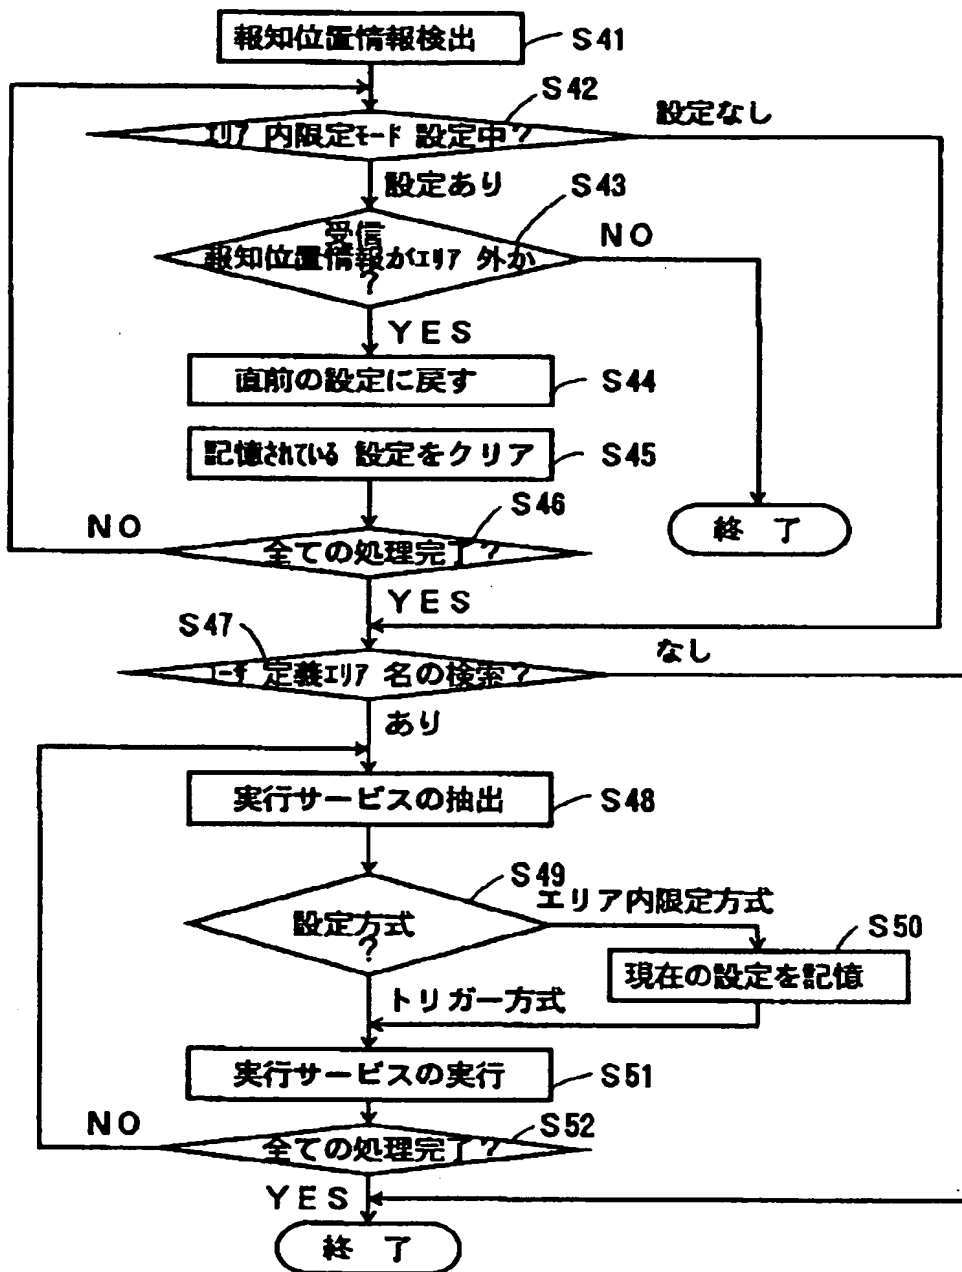 報知位置情報検出
S41
S42
エリア 内限定モード 設定中?
設定なし
設定あり
S43
受信
報知位置情報がエリア 外か
?
NO
YES
直前の設定に戻す
S44
記憶されている 設定をクリア
S45
S46
NO
全ての処理完了?
終 了
YES
S47
なし
ユーザ 定義エリア 名の検索?
あり
実行サービスの抽出
S48
S49
エリア内限定方式
設定方式
?
S50
現在の設定を記憶
トリガー方式
実行サービスの実行
S51
NO
S52
全ての処理完了?
YES
終 了